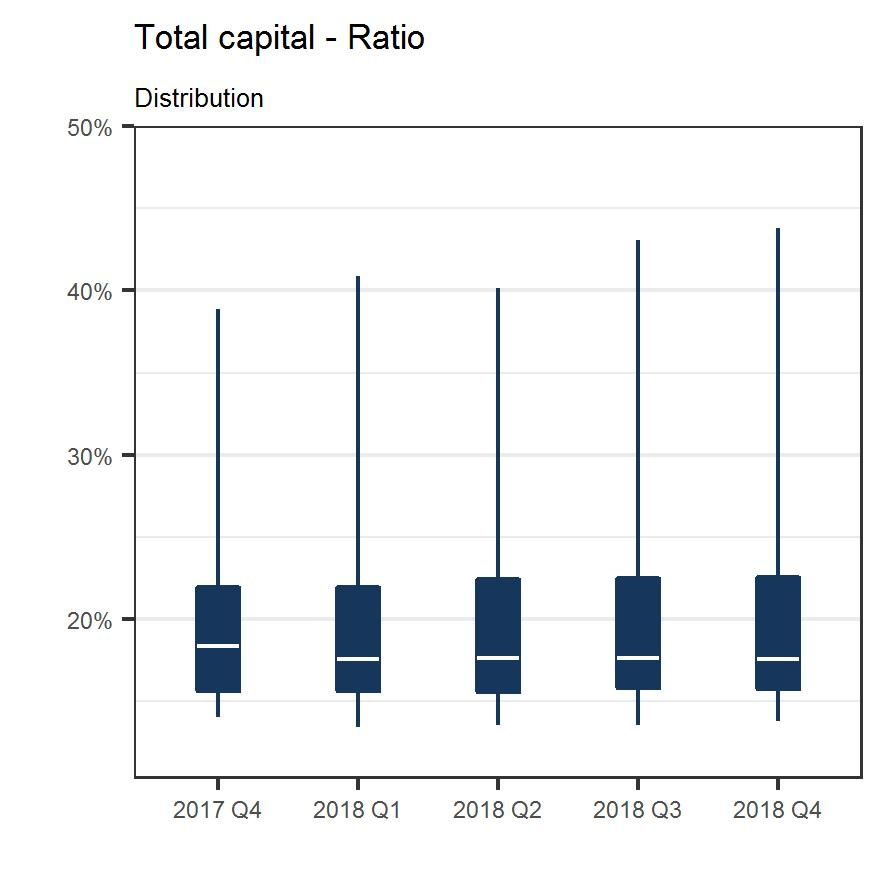 Total capital - Ratio
Distribution
50%
40%
30%
20%
2017 Q4 2018 Q1 2018 Q2 2018 Q3 2018 Q4